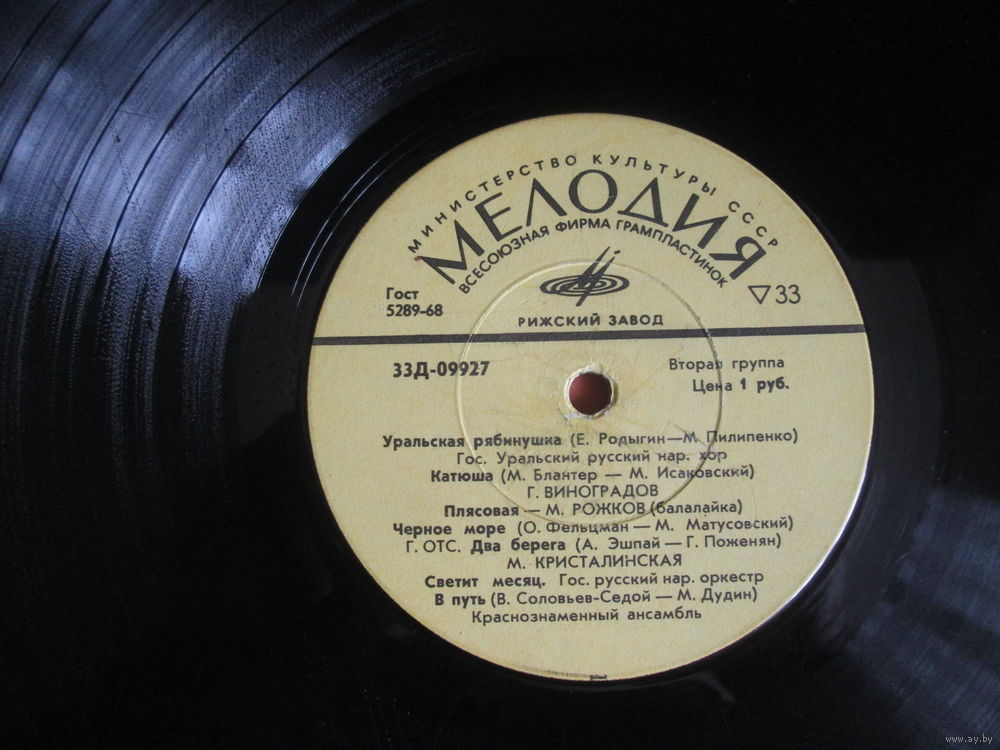 МИНИСТЕРСТВО КУЛЬТУРЫ СССР
МЕЛОДИЯ
ВСЕСОЮЗНАЯ ФИРМА ГРАМПЛАСТИНОК
Гост
5289-68
▽33
РИЖСКИЙ ЗАВОД
33Д-09927
Вторая группа
Цена 1 руб.
Уральская рябинушка (Е. Родыгин—М. Пилипенко)
Гос. Уральский русский нар. хор
Катюша (М. Блантер — М. Исаковский)
Г. ВИНОГРАДОВ
Плясовая — М. РОЖКОВ (балалайка)
Черное море (О. Фельцман — М. Матусовский)
Г. ОТС. Два берега (А. Эшпай — Г. Поженян)
М. КРИСТАЛИНСКАЯ
Светит месяц. Гос. русский нар. оркестр
В путь (В. Соловьев-Седой — М. Дудин)
Краснознаменный ансамбль
www.ay.by